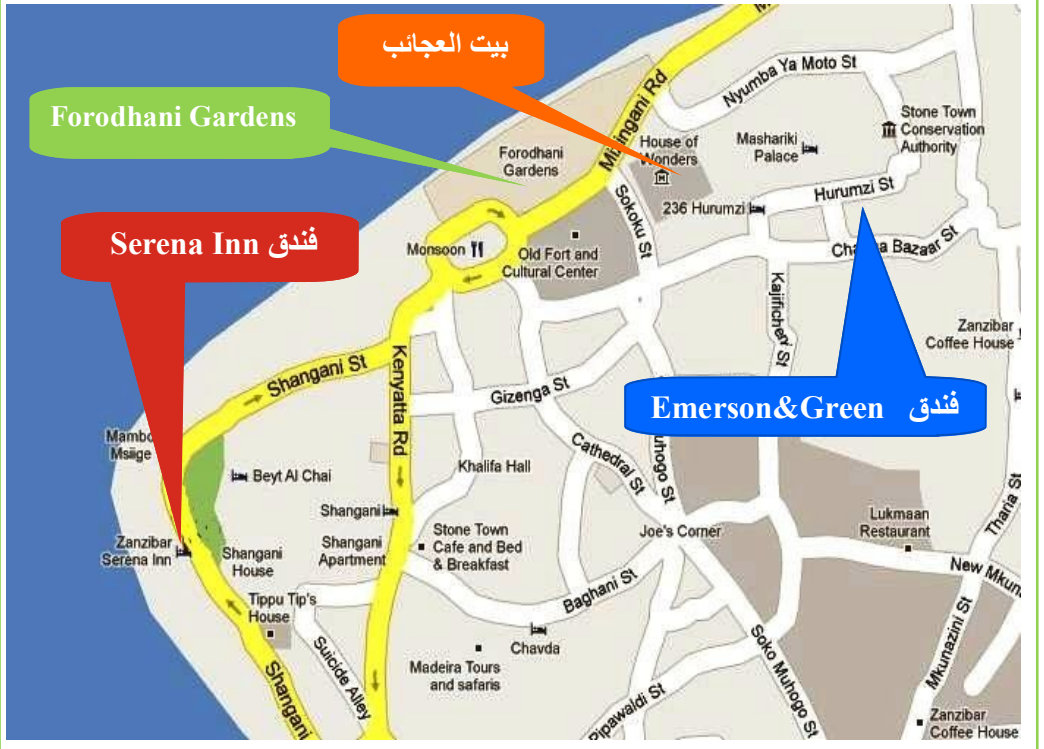 بيت العجائب
Forodhani Gardens
فندق Serena Inn
فندق Emerson&Green
Mizingani Rd
Nyumba Ya Moto St
Stone Town
Conservation
Authority
House of
Wonders
Mashariki
Palace
Forodhani
Gardens
Hurumzi St
236 Hurumzi
Sokoku St
Monsoon
Old Fort and
Cultural Center
Bazaar St
Kajificheni St
Zanzibar
Coffee House
Shangani St
Kenyatta Rd
Gizenga St
Cathedral St
Mambo
Msiige
Beyt Al Chai
Khalifa Hall
Shangani
Shangani
Apartment
Stone Town
Cafe and Bed
& Breakfast
Joe's Corner
Lukmaan
Restaurant
Tharia St
Zanzibar
Serena Inn
Shangani
House
Tippu Tip's
House
Baghani St
New Mkuna
Chavda
Suicide Alley
Shangani
Madeira Tours
and safaris
Soko Muhogo St
Mkunazini St
Pipawaldi St
Zanzibar
Coffee House